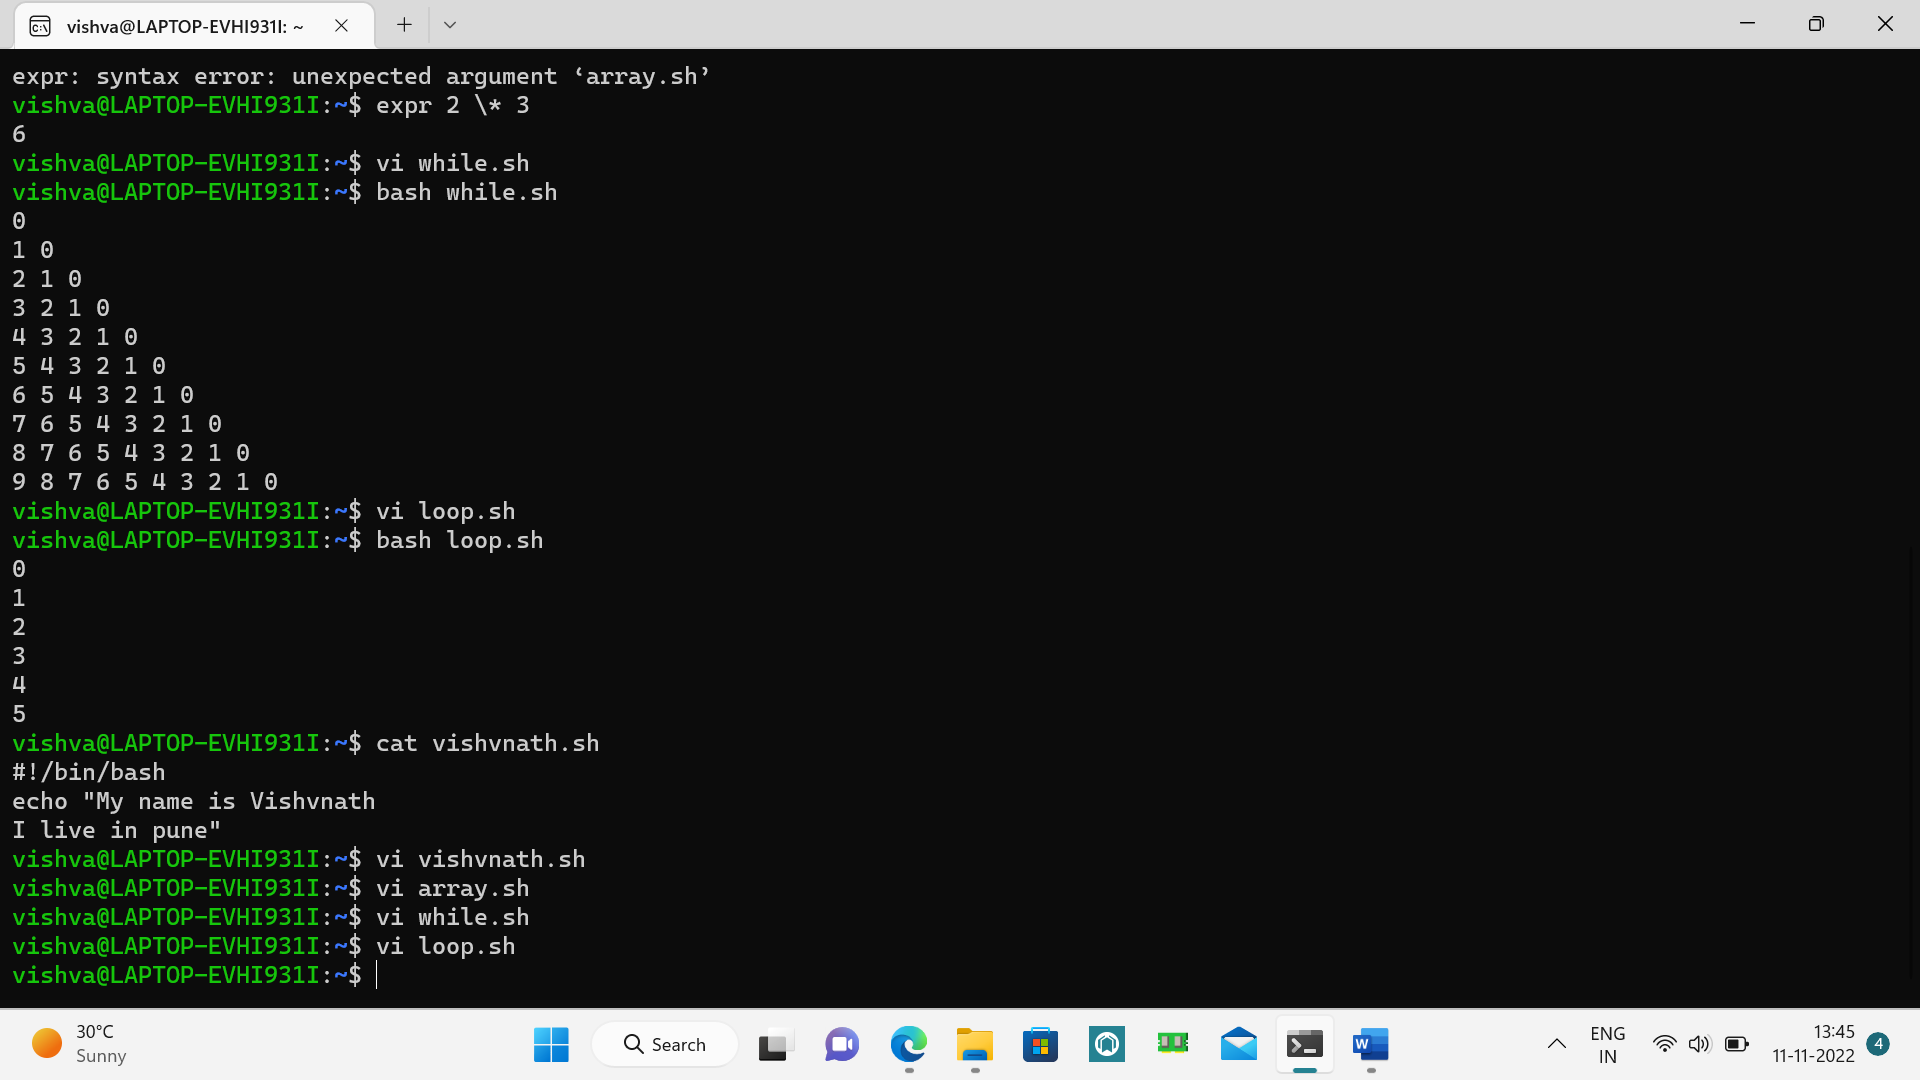 vishva@LAPTOP-EVHI931I: ~
expr: syntax error: unexpected argument ‘array.sh’
vishva@LAPTOP-EVHI931I:~$ expr 2 \* 3
6
vishva@LAPTOP-EVHI931I:~$ vi while.sh
vishva@LAPTOP-EVHI931I:~$ bash while.sh
0
1 0
2 1 0
3 2 1 0
4 3 2 1 0
5 4 3 2 1 0
6 5 4 3 2 1 0
7 6 5 4 3 2 1 0
8 7 6 5 4 3 2 1 0
9 8 7 6 5 4 3 2 1 0
vishva@LAPTOP-EVHI931I:~$ vi loop.sh
vishva@LAPTOP-EVHI931I:~$ bash loop.sh
0
1
2
3
4
5
vishva@LAPTOP-EVHI931I:~$ cat vishvnath.sh
#!/bin/bash
echo "My name is Vishvnath
I live in pune"
vishva@LAPTOP-EVHI931I:~$ vi vishvnath.sh
vishva@LAPTOP-EVHI931I:~$ vi array.sh
vishva@LAPTOP-EVHI931I:~$ vi while.sh
vishva@LAPTOP-EVHI931I:~$ vi loop.sh
vishva@LAPTOP-EVHI931I:~$
30°C
Sunny
Search
W
ENG
IN
13:45
11-11-2022
4